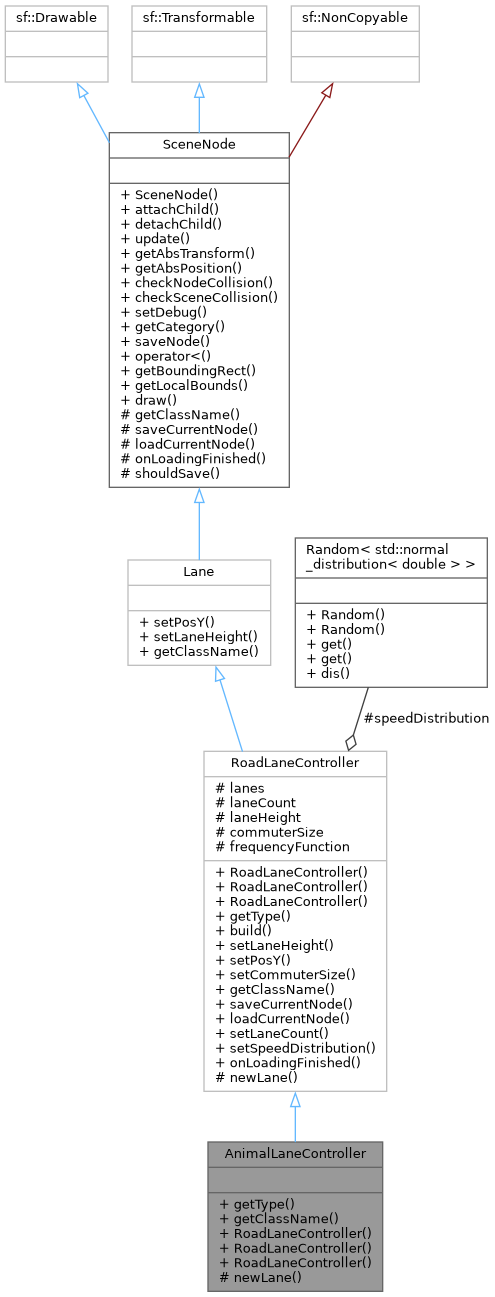 sf::Drawable
sf::Transformable
sf::NonCopyable
SceneNode
+ SceneNode()
+ attachChild()
+ detachChild()
+ update()
+ getAbsTransform()
+ getAbsPosition()
+ checkNodeCollision()
+ checkSceneCollision()
+ setDebug()
+ getCategory()
+ saveNode()
+ operator<()
+ getBoundingRect()
+ getLocalBounds()
+ draw()
# getClassName()
# saveCurrentNode()
# loadCurrentNode()
# onLoadingFinished()
# shouldSave()
Lane
+ setPosY()
+ setLaneHeight()
+ getClassName()
Random< std::normal
_distribution< double > >
+ Random()
+ Random()
+ get()
+ get()
+ dis()
#speedDistribution
RoadLaneController
# lanes
# laneCount
# laneHeight
# commuterSize
# frequencyFunction
+ RoadLaneController()
+ RoadLaneController()
+ RoadLaneController()
+ getType()
+ build()
+ setLaneHeight()
+ setPosY()
+ setCommuterSize()
+ getClassName()
+ saveCurrentNode()
+ loadCurrentNode()
+ setLaneCount()
+ setSpeedDistribution()
+ onLoadingFinished()
# newLane()
AnimalLaneController
+ getType()
+ getClassName()
+ RoadLaneController()
+ RoadLaneController()
+ RoadLaneController()
# newLane()